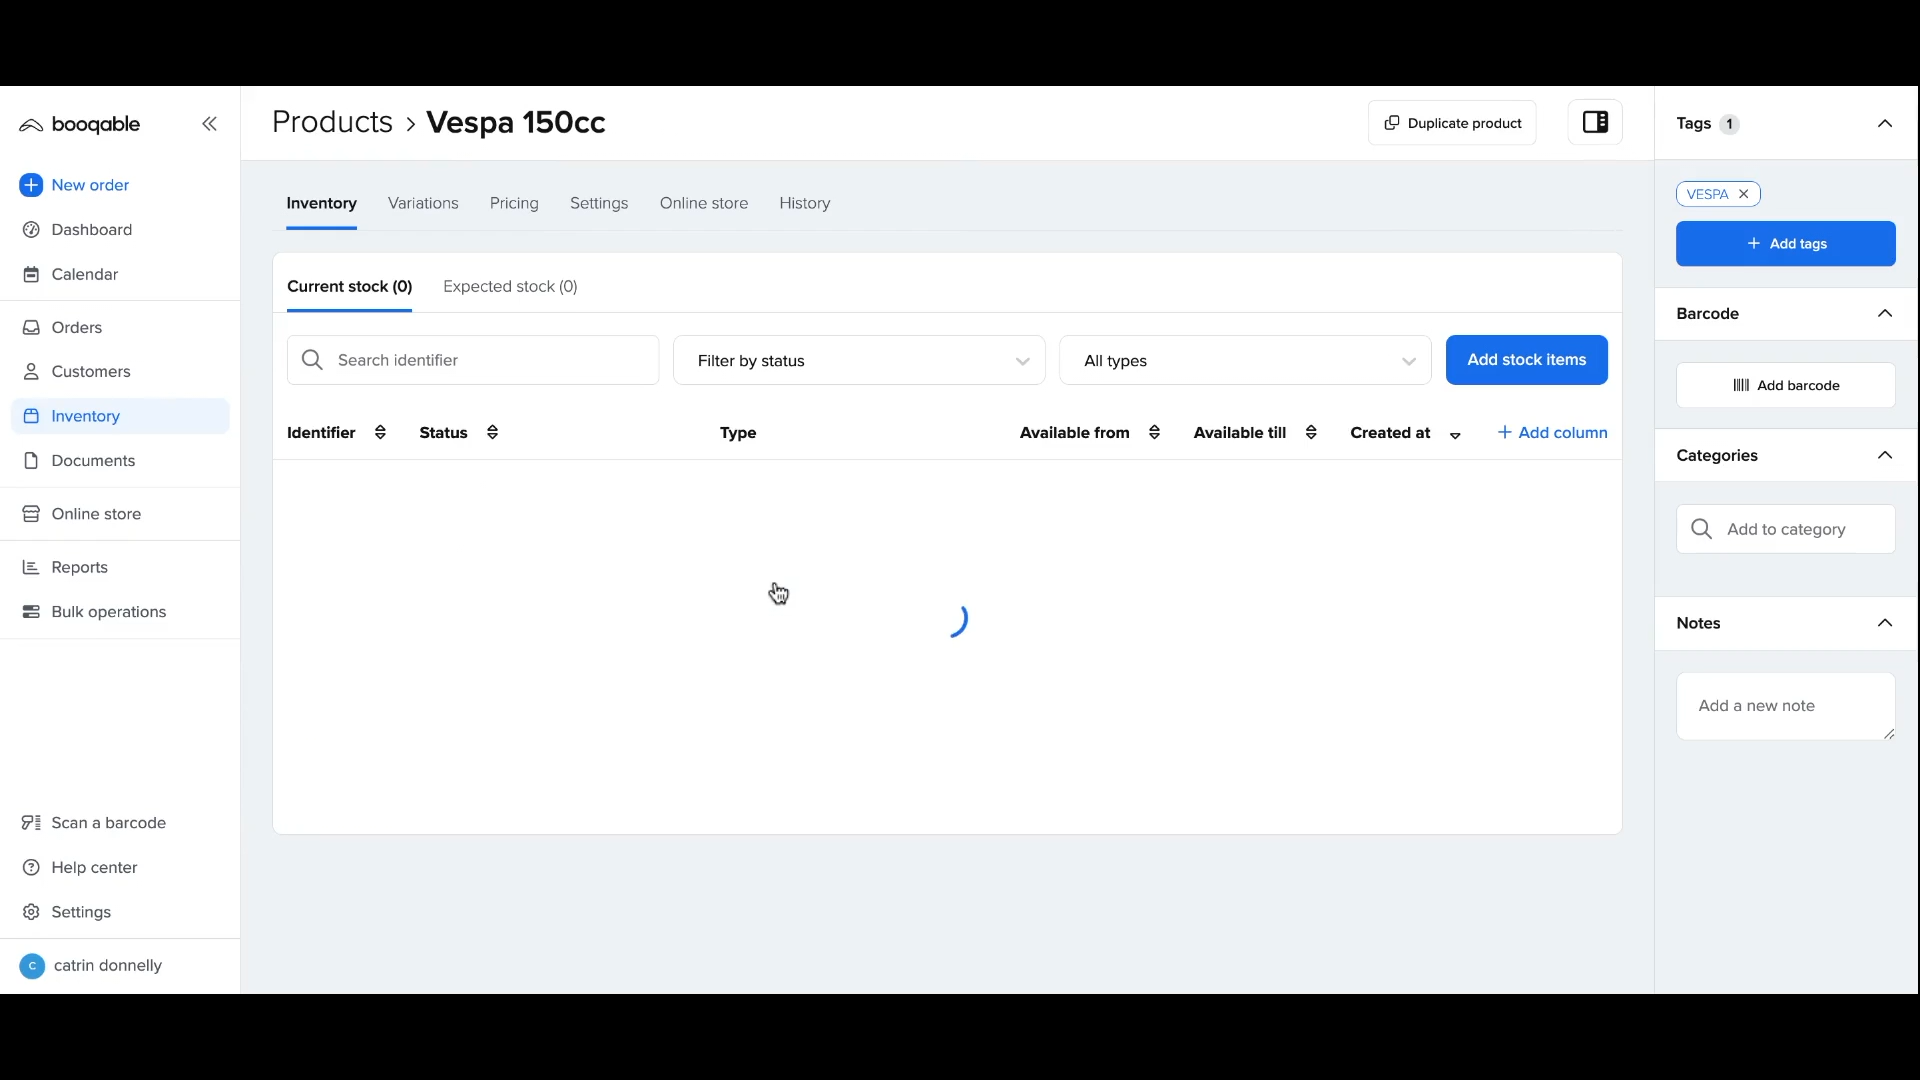 booqable
New order
Dashboard
Calendar
Orders
Customers
Inventory
Documents
Online store
Reports
Bulk operations
Scan a barcode
Help center
Settings
C catrin donnelly
Products › Vespa 150cc
Duplicate product
Inventory Variations Pricing Settings Online store History
Current stock (0) Expected stock (0)
Search identifier Filter by status All types Add stock items
Identifier Status Type Available from Available till Created at + Add column
Tags 1
VESPA ×
+ Add tags
Barcode
Add barcode
Categories
Add to category
Notes
Add a new note